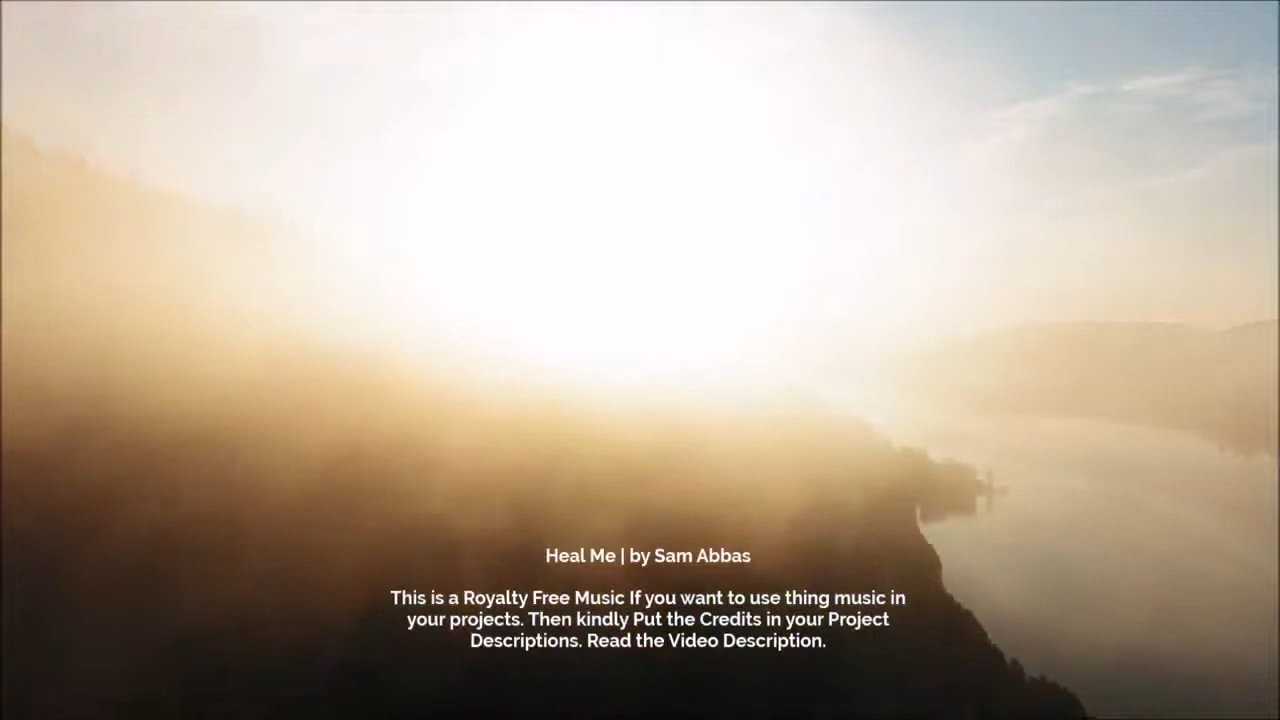 Heal Me | by Sam Abbas
This is a Royalty Free Music If you want to use thing music in
your projects. Then kindly Put the Credits in your Project
Descriptions. Read the Video Description.